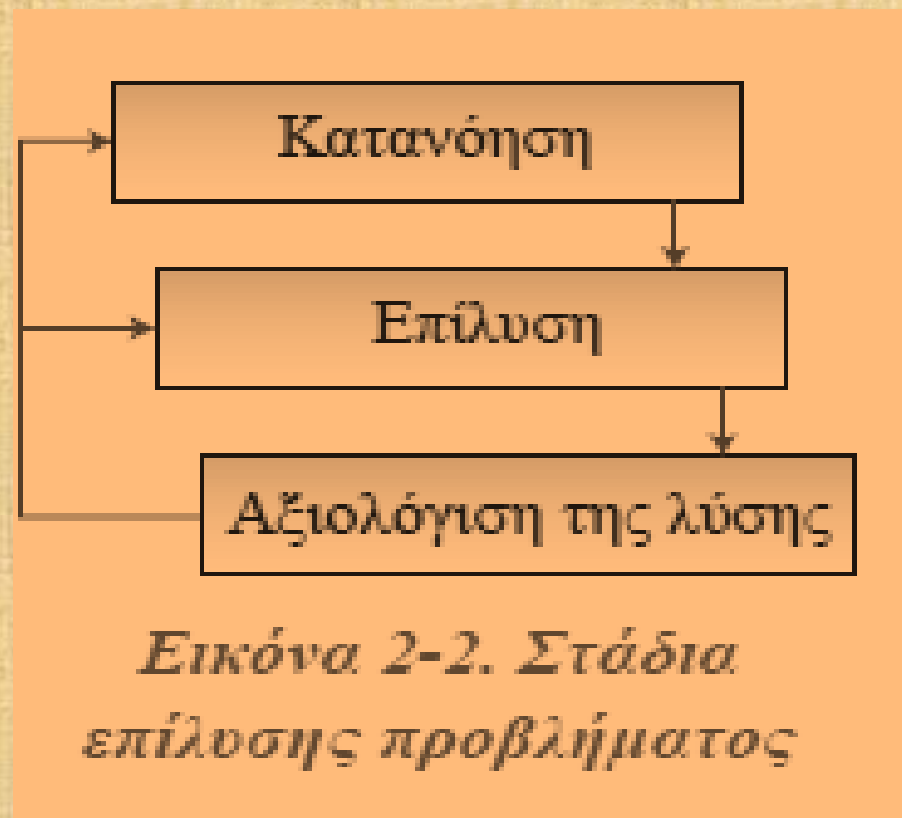 Κατανόηση
Επίλυση
Αξιολόγιση της λύσης
Εικόνα 2-2. Στάδια
επίλυσης προβλήματος